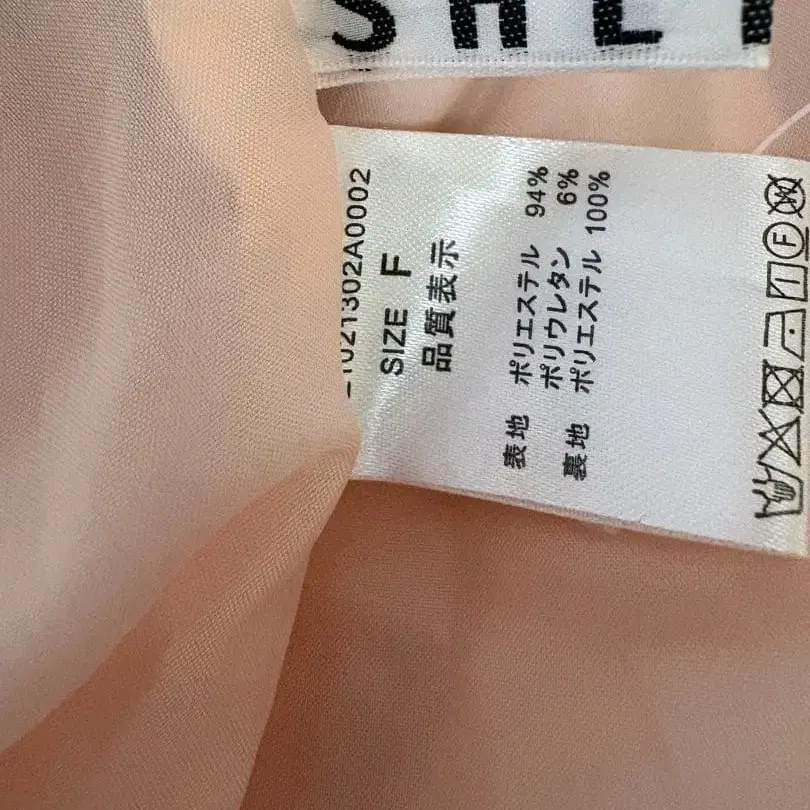 SHE
1021302A0002
SIZE F
品質表示
表地 ポリエステル 94%
ポリウレタン 6%
裏地 ポリエステル 100%